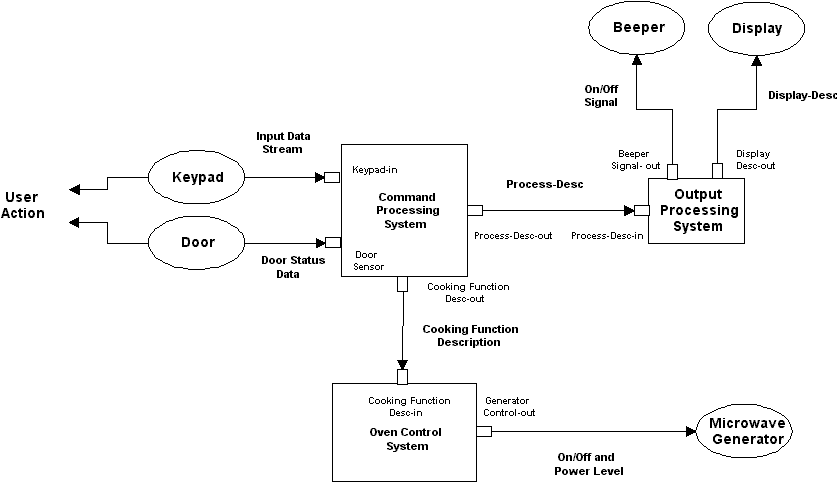 Beeper
Display
On/Off
Signal
Display-Desc
Input Data
Stream
Beeper
Signal- out
Display
Desc-out
Keypad-in
User
Action
Keypad
Command
Processing
System
Process-Desc
Output
Processing
System
Door
Process-Desc-out
Process-Desc-in
Door Status
Data
Door
Sensor
Cooking Function
Desc-out
Cooking Function
Description
Cooking Function
Desc-in
Generator
Control-out
Oven Control
System
Microwave
Generator
On/Off and
Power Level